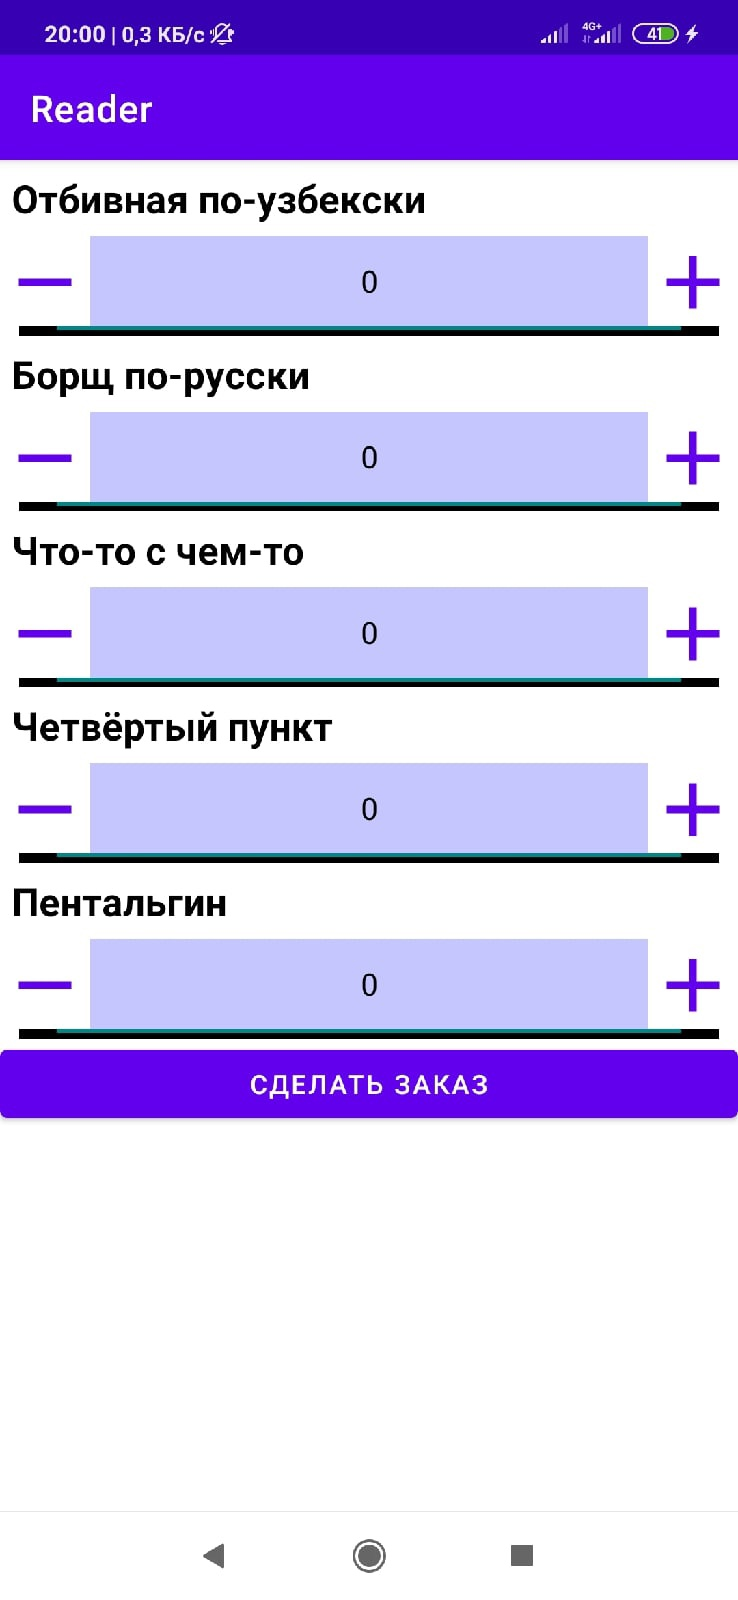 20:00 | 0,3 КБ/с 4G+ 41
Reader
Отбивная по-узбекски
0
Борщ по-русски
0
Что-то с чем-то
0
Четвёртый пункт
0
Пентальгин
0
СДЕЛАТЬ ЗАКАЗ